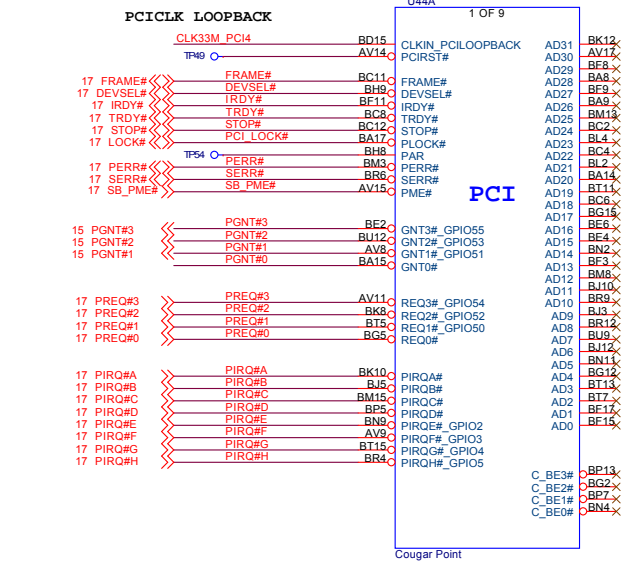 U44A
PCICLK LOOPBACK
1 OF 9
CLK33M_PCI4 BD15 CLKIN_PCILOOPBACK AD31 BK12
TP49 AV14 PCIRST# AD30 AV17
AD29 BF8
17 FRAME# FRAME# BC11 FRAME# AD28 BA8
17 DEVSEL# DEVSEL# BH9 DEVSEL# AD27 BF9
17 IRDY# IRDY# BF11 IRDY# AD26 BA9
17 TRDY# TRDY# BC8 TRDY# AD25 BM13
17 STOP# STOP# BC12 STOP# AD24 BC2
17 LOCK# PCI_LOCK# BA17 PLOCK# AD23 BL4
TP54 BH8 PAR AD22 BC4
17 PERR# PERR# BM3 PERR# AD21 BL2
17 SERR# SERR# BR6 SERR# AD20 BA14
17 SB_PME# SB_PME# AV15 PME# AD19 BT11
PCI
AD18 BC6
AD17 BG15
15 PGNT#3 PGNT#3 BE2 GNT3#_GPIO55 AD16 BE6
15 PGNT#2 PGNT#2 BU12 GNT2#_GPIO53 AD15 BE4
15 PGNT#1 PGNT#1 AV8 GNT1#_GPIO51 AD14 BN2
PGNT#0 BA15 GNT0# AD13 BF3
AD12 BM8
AD11 BJ10
17 PREQ#3 PREQ#3 AV11 REQ3#_GPIO54 AD10 BR9
17 PREQ#2 PREQ#2 BK8 REQ2#_GPIO52 AD9 BJ3
17 PREQ#1 PREQ#1 BT5 REQ1#_GPIO50 AD8 BR12
17 PREQ#0 PREQ#0 BG5 REQ0# AD7 BU9
AD6 BJ12
AD5 BN11
17 PIRQ#A PIRQ#A BK10 PIRQA# AD4 BG12
17 PIRQ#B PIRQ#B BJ5 PIRQB# AD3 BT13
17 PIRQ#C PIRQ#C BM15 PIRQC# AD2 BT7
17 PIRQ#D PIRQ#D BP5 PIRQD# AD1 BF17
17 PIRQ#E PIRQ#E BN9 PIRQE#_GPIO2 AD0 BF15
17 PIRQ#F PIRQ#F AV9 PIRQF#_GPIO3
17 PIRQ#G PIRQ#G BT15 PIRQG#_GPIO4
17 PIRQ#H PIRQ#H BR4 PIRQH#_GPIO5
C_BE3# BP13
C_BE2# BG2
C_BE1# BP7
C_BE0# BN4
Cougar Point